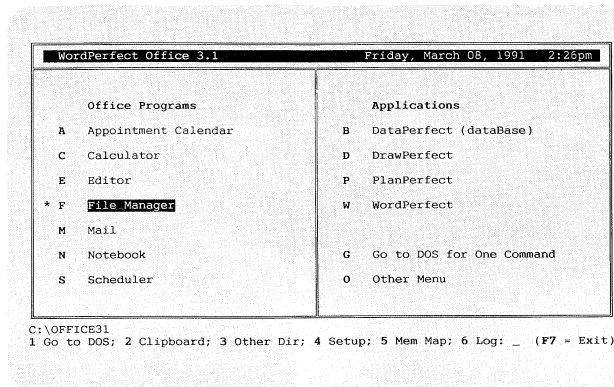 WordPerfect Office 3.1 Friday, March 08, 1991 2:26pm
Office Programs Applications
A Appointment Calendar B DataPerfect (dataBase)
C Calculator D DrawPerfect
E Editor P PlanPerfect
* F File Manager W WordPerfect
M Mail
N Notebook G Go to DOS for One Command
S Scheduler O Other Menu
C:\OFFICE31
1 Go to DOS; 2 Clipboard; 3 Other Dir; 4 Setup; 5 Mem Map; 6 Log: _ (F7 = Exit)